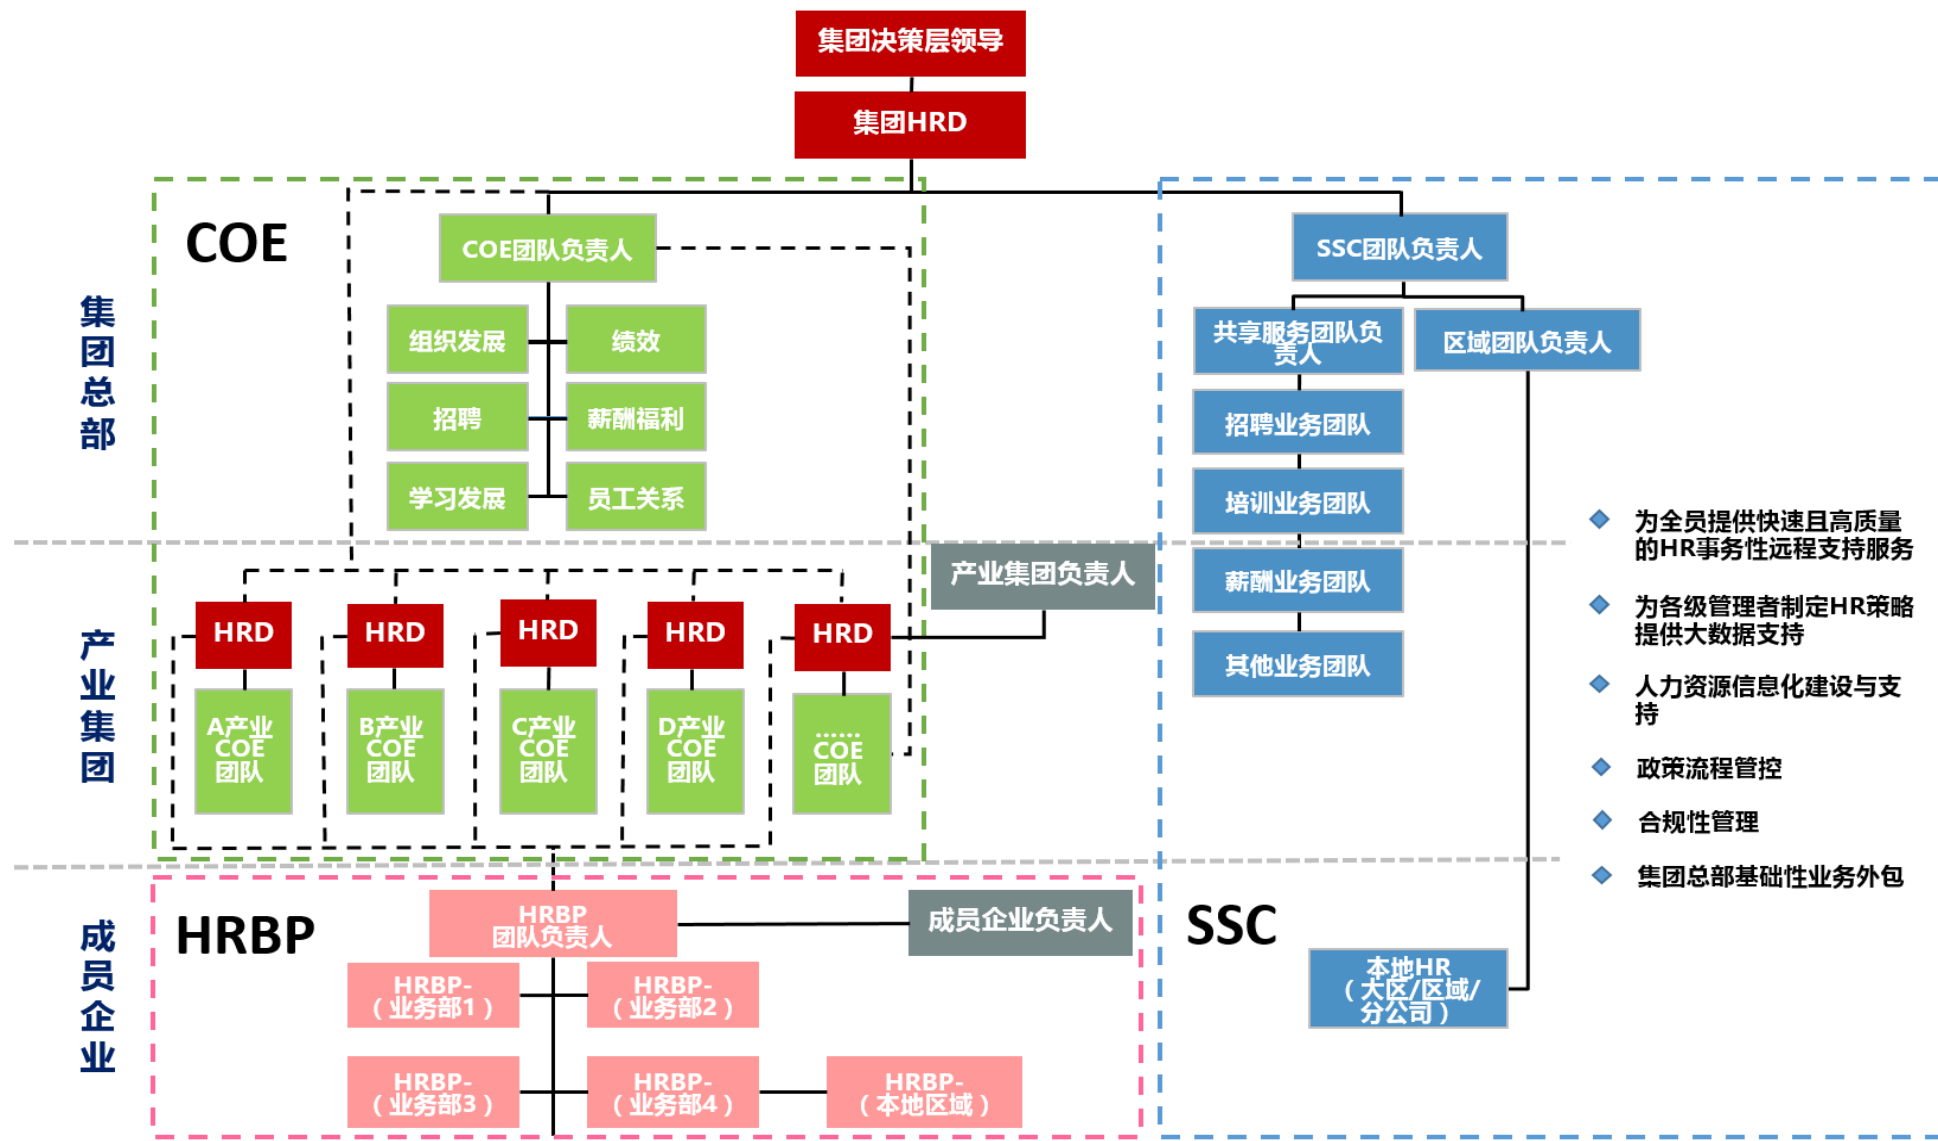 集团决策层领导
集团HRD
COE
COE团队负责人
SSC团队负责人
集
团
总
部
组织发展
绩效
招聘
薪酬福利
学习发展
员工关系
共享服务团队负
责人
区域团队负责人
招聘业务团队
培训业务团队
薪酬业务团队
其他业务团队
为全员提供快速且高质量
的HR事务性远程支持服务
为各级管理者制定HR策略
提供大数据支持
人力资源信息化建设与支
持
政策流程管控
合规性管理
集团总部基础性业务外包
产业集团负责人
产
业
集
团
HRD
HRD
HRD
HRD
HRD
A产业
COE
团队
B产业
COE
团队
C产业
COE
团队
D产业
COE
团队
……
COE
团队
成
员
企
业
HRBP
HRBP
团队负责人
成员企业负责人
SSC
HRBP-
（业务部1）
HRBP-
（业务部2）
HRBP-
（业务部3）
HRBP-
（业务部4）
HRBP-
（本地区域）
本地HR
（大区/区域/
分公司）